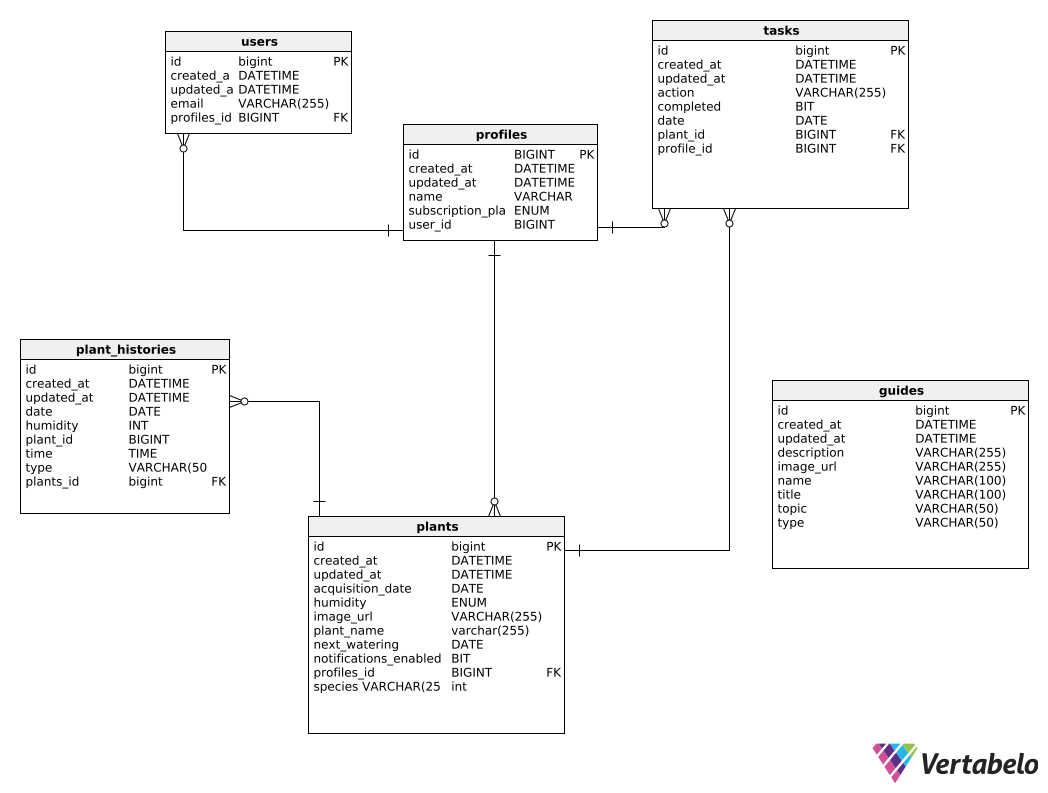 users
id bigint PK
created_a DATETIME
updated_a DATETIME
email VARCHAR(255)
profiles_id BIGINT FK
tasks
id bigint PK
created_at DATETIME
updated_at DATETIME
action VARCHAR(255)
completed BIT
date DATE
plant_id BIGINT FK
profile_id BIGINT FK
profiles
id BIGINT PK
created_at DATETIME
updated_at DATETIME
name VARCHAR
subscription_pla ENUM
user_id BIGINT
plant_histories
id bigint PK
created_at DATETIME
updated_at DATETIME
date DATE
humidity INT
plant_id BIGINT
time TIME
type VARCHAR(50
plants_id bigint FK
guides
id bigint PK
created_at DATETIME
updated_at DATETIME
description VARCHAR(255)
image_url VARCHAR(255)
name VARCHAR(100)
title VARCHAR(100)
topic VARCHAR(50)
type VARCHAR(50)
plants
id bigint PK
created_at DATETIME
updated_at DATETIME
acquisition_date DATE
humidity ENUM
image_url VARCHAR(255)
plant_name varchar(255)
next_watering DATE
notifications_enabled BIT
profiles_id BIGINT FK
species VARCHAR(25 int
Vertabelo